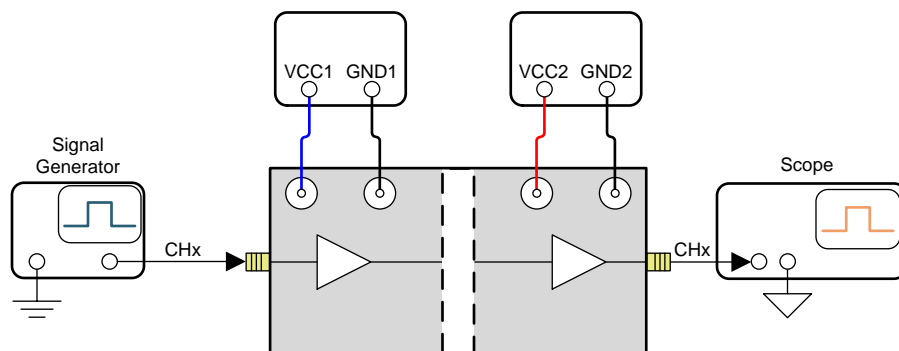 VCC1 GND1
VCC2 GND2
Signal
Generator
Scope
CHx
CHx